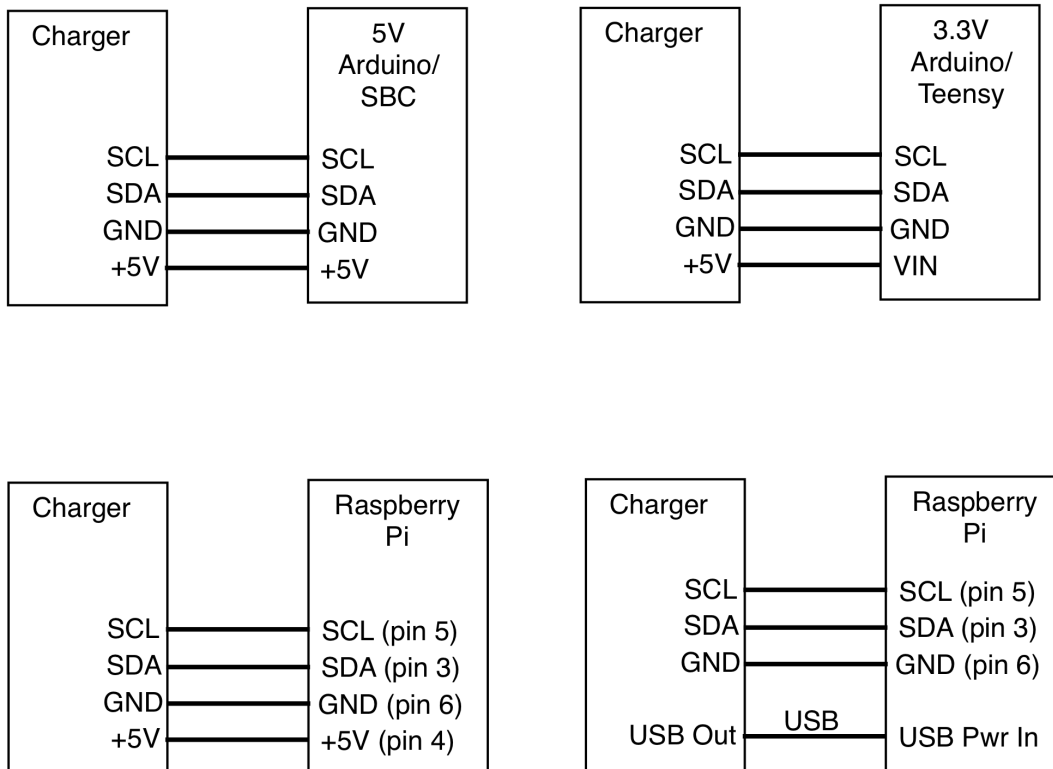 Charger
5V
Arduino/
SBC
SCL
SDA
GND
+5V
SCL
SDA
GND
+5V
Charger
3.3V
Arduino/
Teensy
SCL
SDA
GND
+5V
SCL
SDA
GND
VIN
Charger
Raspberry
Pi
SCL
SDA
GND
+5V
SCL (pin 5)
SDA (pin 3)
GND (pin 6)
+5V (pin 4)
Charger
Raspberry
Pi
SCL
SDA
GND
USB Out
USB
SCL (pin 5)
SDA (pin 3)
GND (pin 6)
USB Pwr In